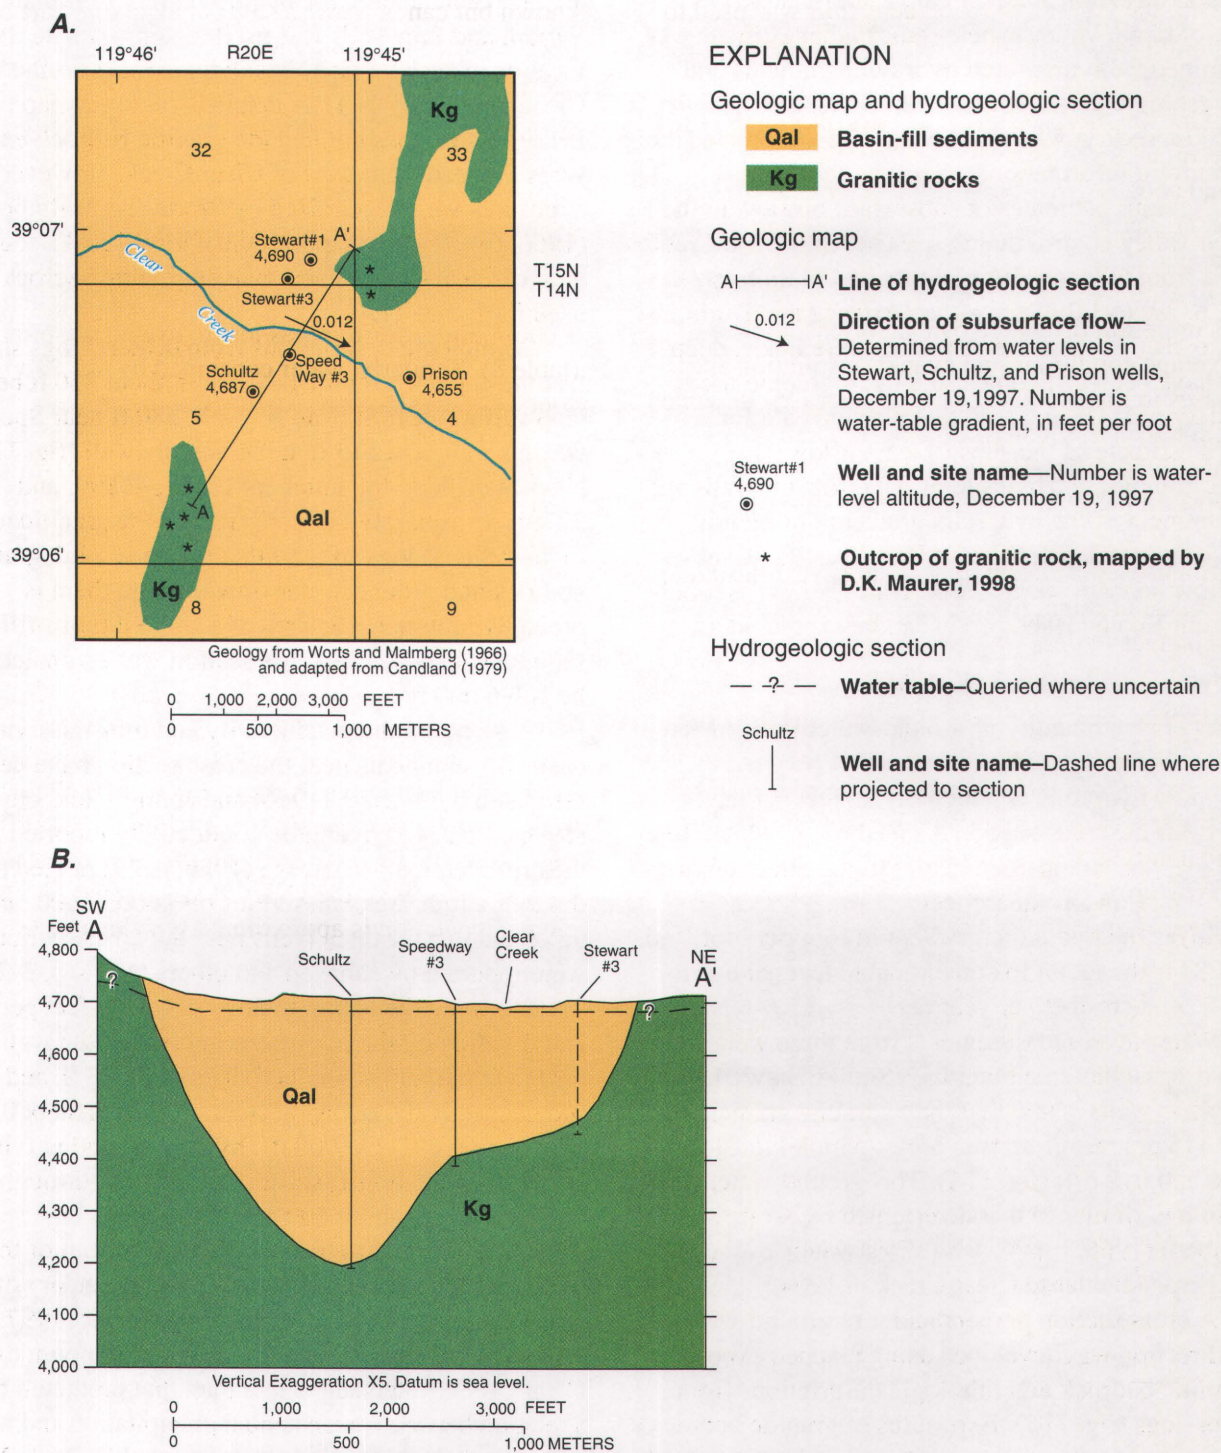 A.
119°46' R20E 119°45'
Kg
32
33
39°07'
Clear
Creek
Stewart#1
4,690
A'
T15N
T14N
Stewart#3
0.012
Speed
Way #3
Schultz
4,687
Prison
4,655
5
4
A
Qal
39°06'
Kg
8
9
Geology from Worts and Malmberg (1966)
and adapted from Candland (1979)
0 1,000 2,000 3,000 FEET
0 500 1,000 METERS
EXPLANATION
Geologic map and hydrogeologic section
Qal Basin-fill sediments
Kg Granitic rocks
Geologic map
A A' Line of hydrogeologic section
0.012 Direction of subsurface flow—
Determined from water levels in
Stewart, Schultz, and Prison wells,
December 19,1997. Number is
water-table gradient, in feet per foot
Stewart#1
4,690
Well and site name—Number is water-
level altitude, December 19, 1997
* Outcrop of granitic rock, mapped by
D.K. Maurer, 1998
Hydrogeologic section
? Water table–Queried where uncertain
Schultz
Well and site name–Dashed line where
projected to section
B.
SW
A
Feet
4,800
4,700
4,600
4,500
4,400
4,300
4,200
4,100
4,000
Schultz
Speedway
#3
Clear
Creek
Stewart
#3
NE
A'
?
?
Qal
Kg
Vertical Exaggeration X5. Datum is sea level.
0 1,000 2,000 3,000 FEET
0 500 1,000 METERS